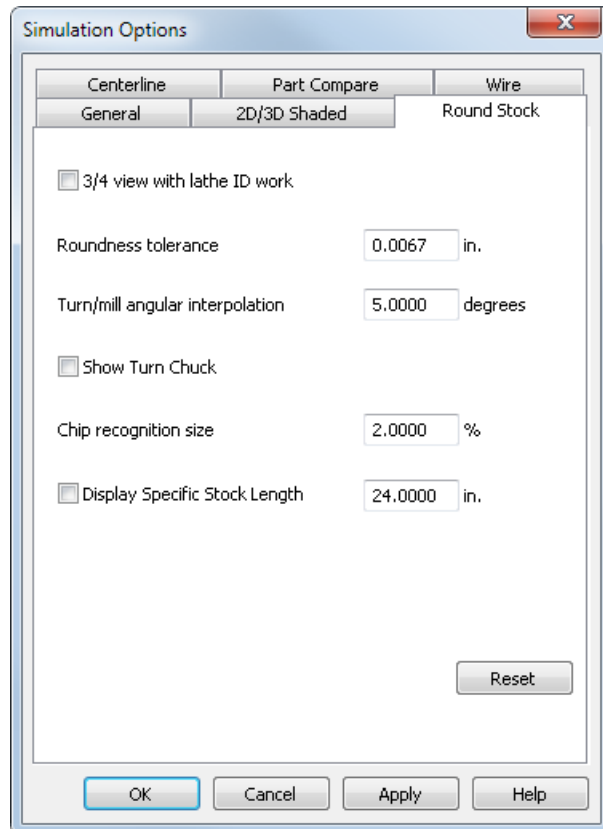 Simulation Options
Centerline Part Compare Wire
General 2D/3D Shaded Round Stock
3/4 view with lathe ID work
Roundness tolerance 0.0067 in.
Turn/mill angular interpolation 5.0000 degrees
Show Turn Chuck
Chip recognition size 2.0000 %
Display Specific Stock Length 24.0000 in.
Reset
OK Cancel Apply Help